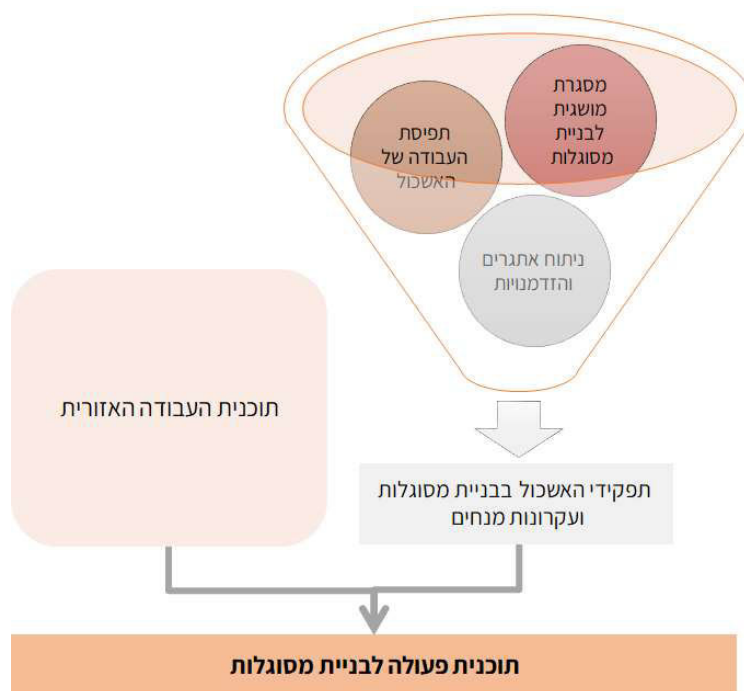 מסגרת
מושגית
לבניית
מסוגלות
תפיסת
העבודה של
האשכול
ניתוח אתגרים
והזדמנויות
תוכנית העבודה האזורית
תפקידי האשכול בבניית מסוגלות
ועקרונות מנחים
תוכנית פעולה לבניית מסוגלות